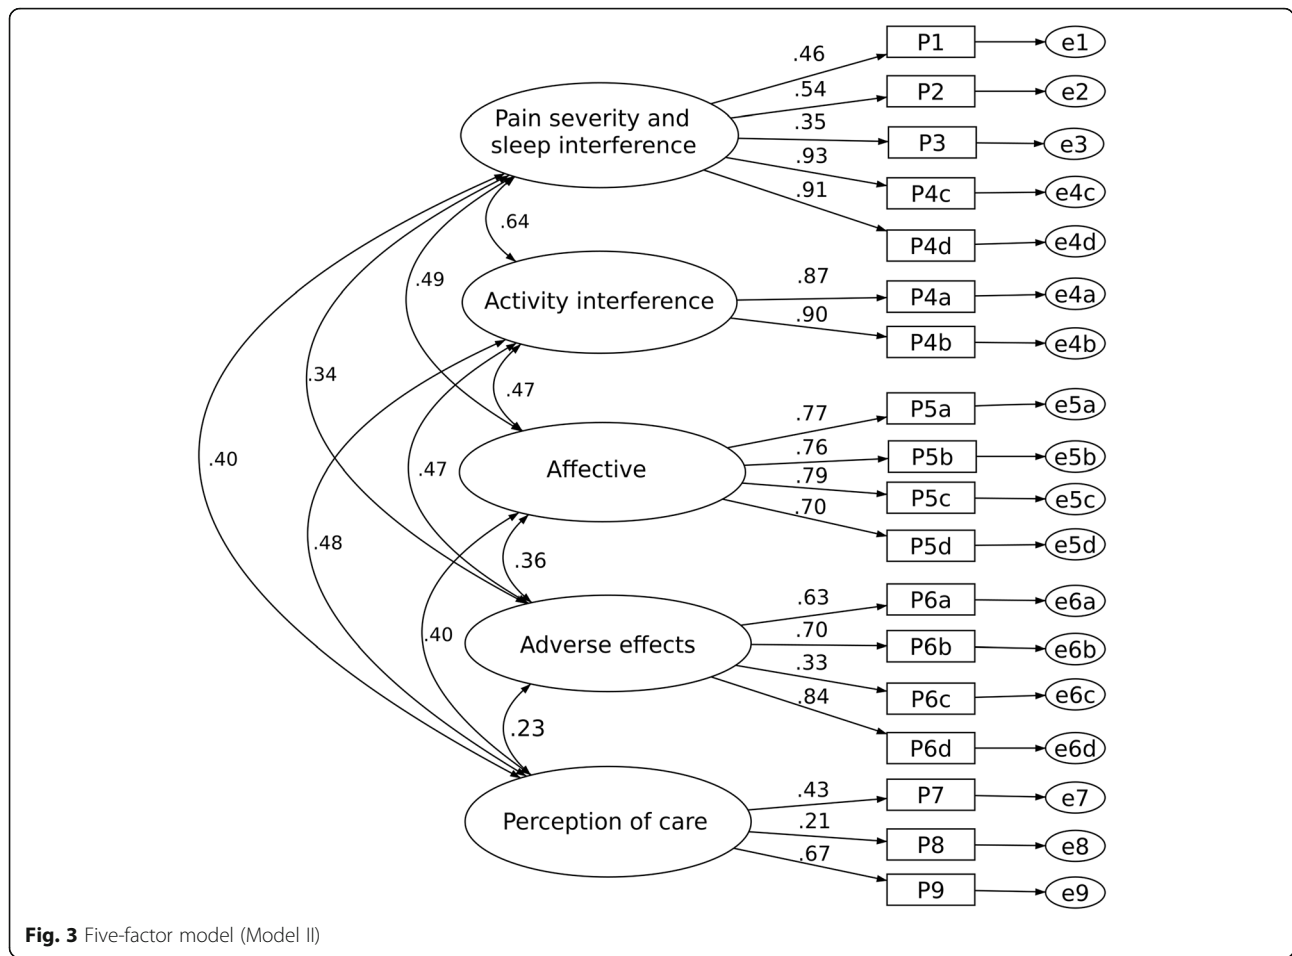 P1 e1
.46
P2 e2
.54
Pain severity and
sleep interference
.35
P3 e3
.93
P4c e4c
.91
P4d e4d
.64
.49
Activity interference
.87
P4a e4a
.90
P4b e4b
.34
.47
.77
P5a e5a
.76
P5b e5b
Affective
.79
P5c e5c
.70
P5d e5d
.40
.47
.48
.36
.63
P6a e6a
.70
P6b e6b
Adverse effects
.33
P6c e6c
.84
P6d e6d
.40
.23
.43
P7 e7
.21
P8 e8
Perception of care
.67
P9 e9
Fig. 3 Five-factor model (Model II)